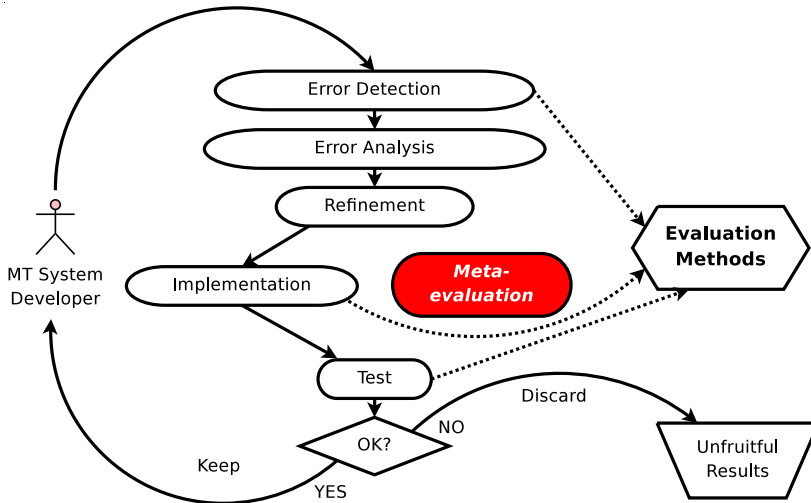 Error Detection
Error Analysis
Refinement
MT System
Developer
Implementation
Meta-
evaluation
Evaluation
Methods
Test
OK?
NO
YES
Keep
Discard
Unfruitful
Results